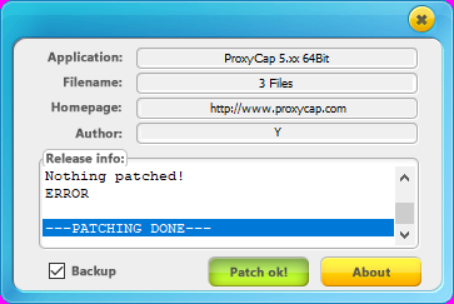 Application: ProxyCap 5.xx 64Bit
Filename: 3 Files
Homepage: http://www.proxycap.com
Author: Y
Release info:
Nothing patched!
ERROR
---PATCHING DONE---
Backup Patch ok! About